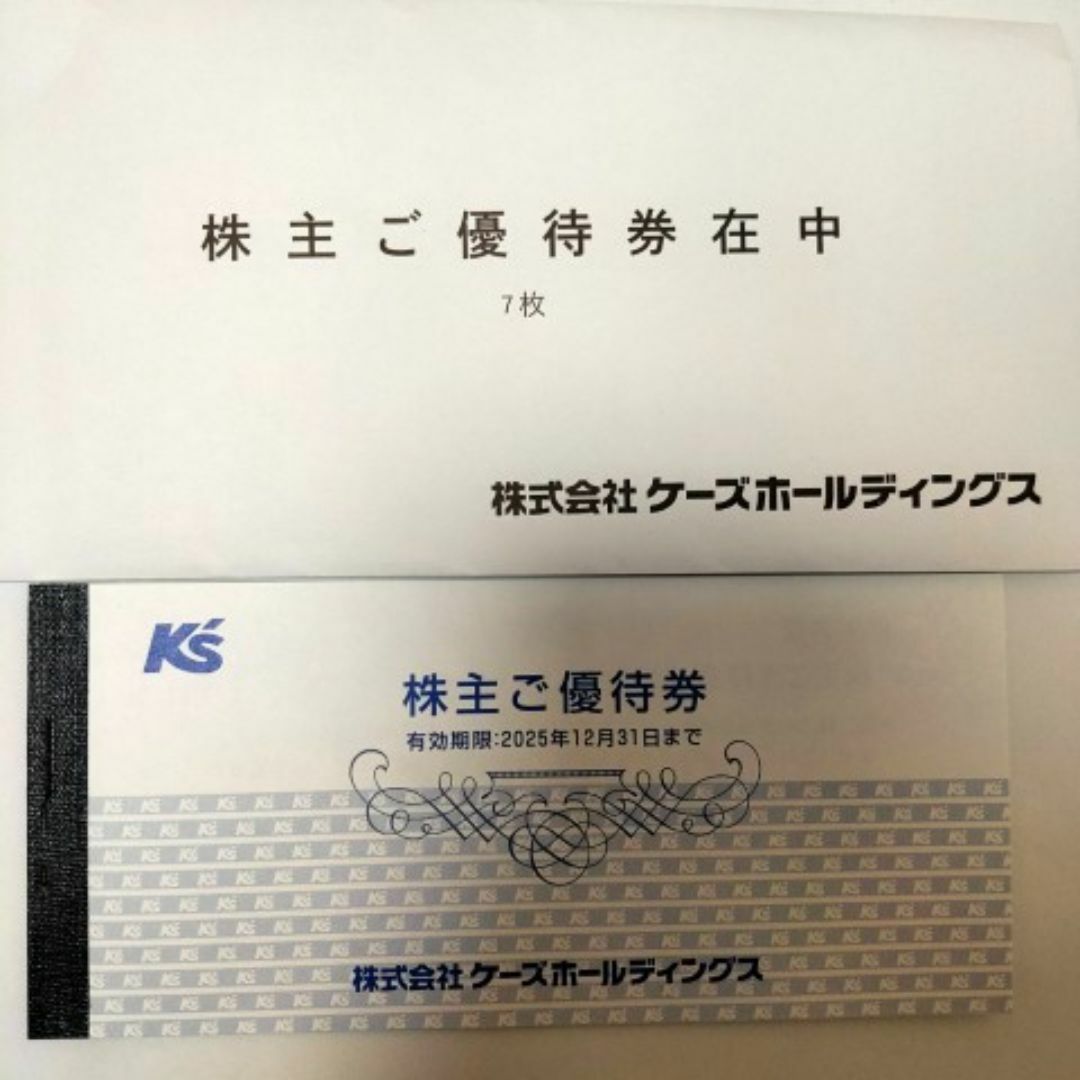 株主ご優待券在中
7枚
株式会社 ケーズホールディングス
K's
株主ご優待券
有効期限:2025年12月31日まで
株式会社 ケーズホールディングス